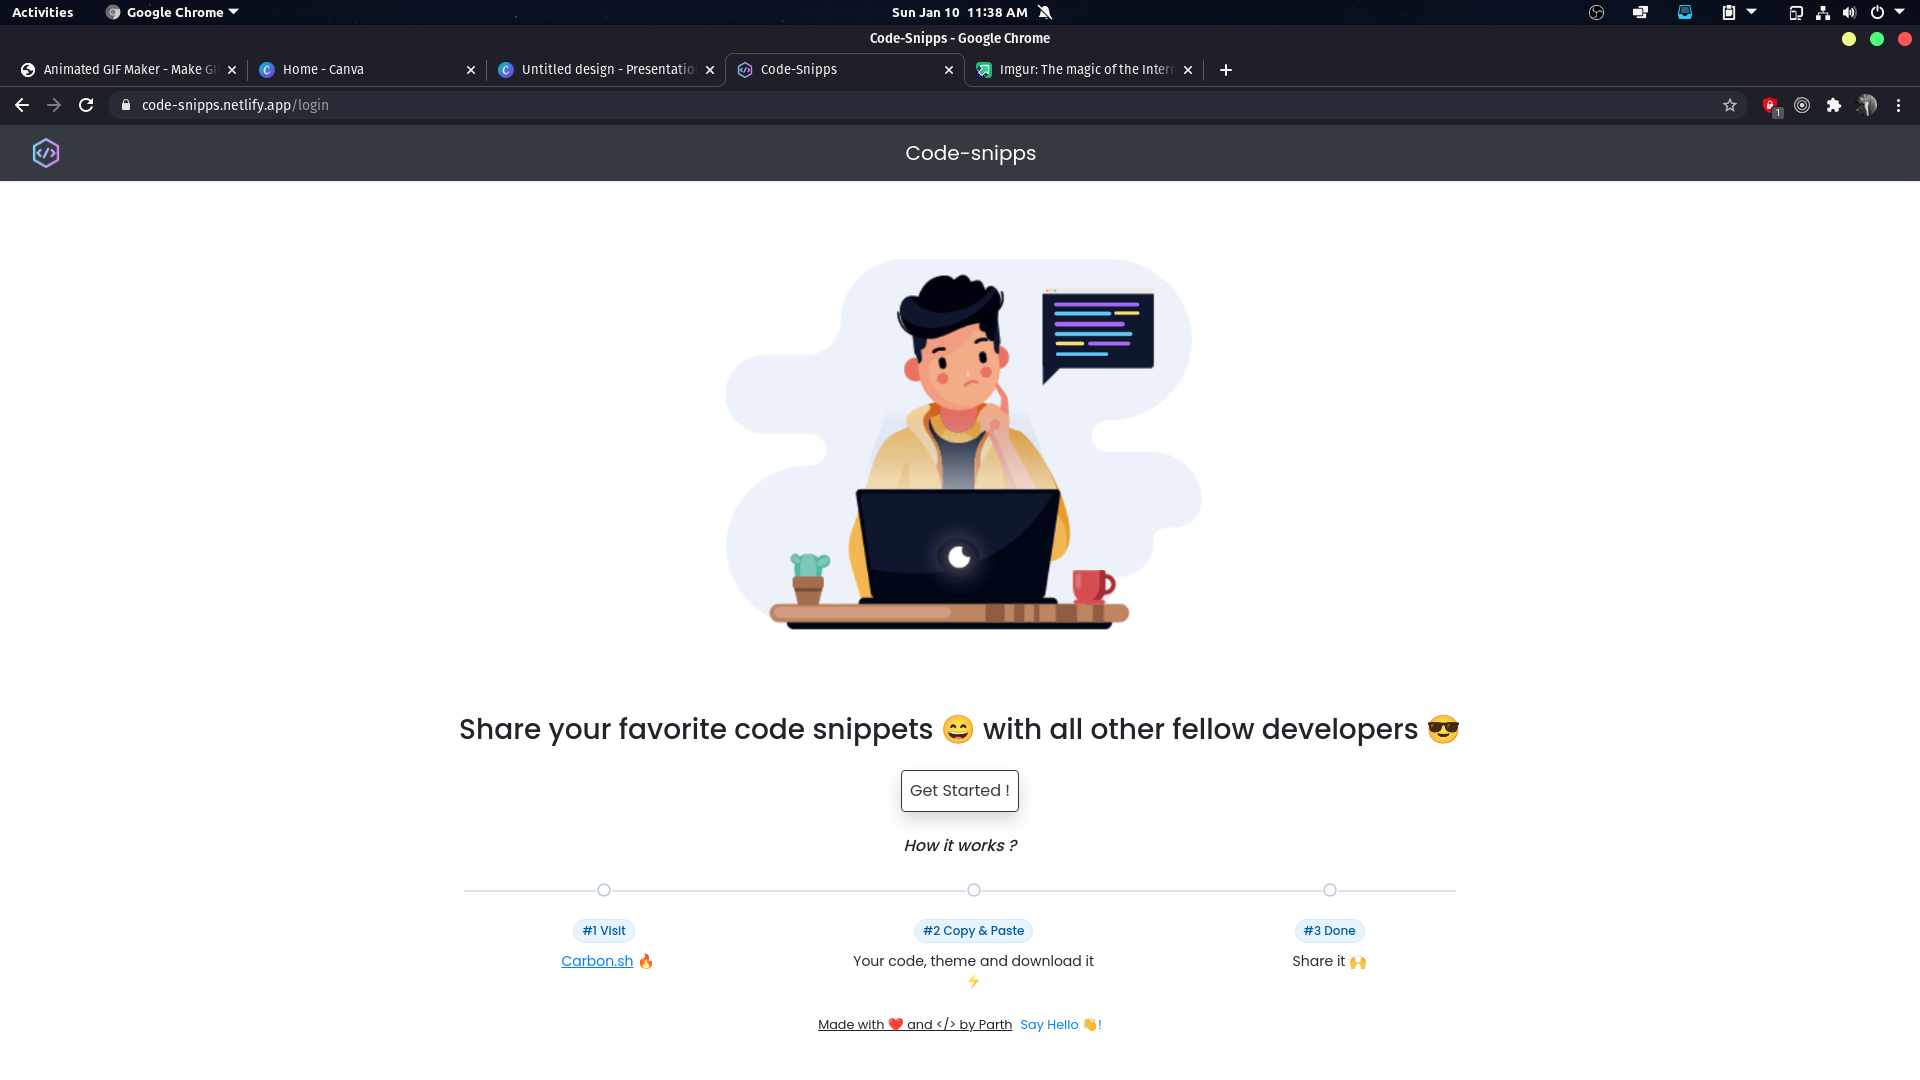 Activities
Google Chrome
Sun Jan 10 11:38 AM
Code-Snipps - Google Chrome
Animated GIF Maker - Make GI
Home - Canva
Untitled design - Presentatio
Code-Snipps
Imgur: The magic of the Intern
code-snipps.netlify.app/login
1
Code-snipps
Share your favorite code snippets 😄 with all other fellow developers 😎
Get Started !
How it works ?
#1 Visit
Carbon.sh 🔥
#2 Copy & Paste
Your code, theme and download it
⚡
#3 Done
Share it 🙌
Made with ❤️ and </> by Parth Say Hello 👋!